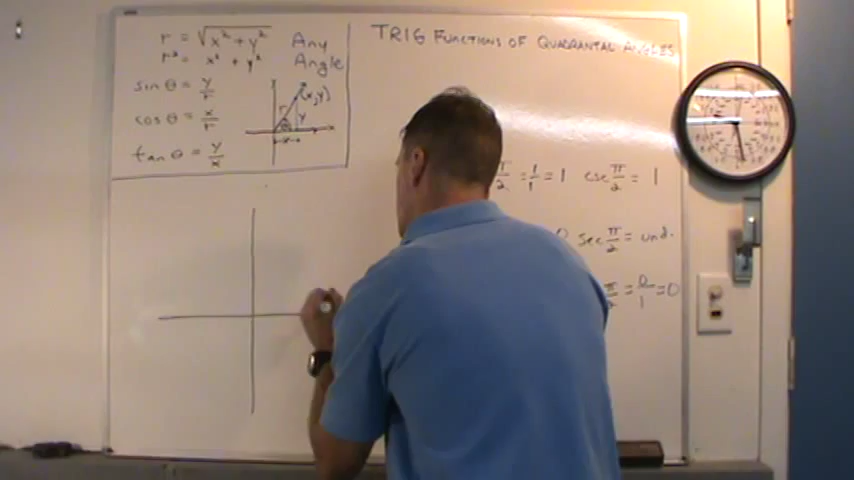 r = √x² + y²
r² = x² + y²
Any
Angle
sin θ = y/r
cos θ = x/r
tan θ = y/x
(x,y)
r
y
θ
x
x
y
TRIG FUNCTIONS OF QUADRANTAL ANGLES
π/2 = 1/1 = 1 csc π/2 = 1
0 sec π/2 = und.
π/2 = 0/1 = 0